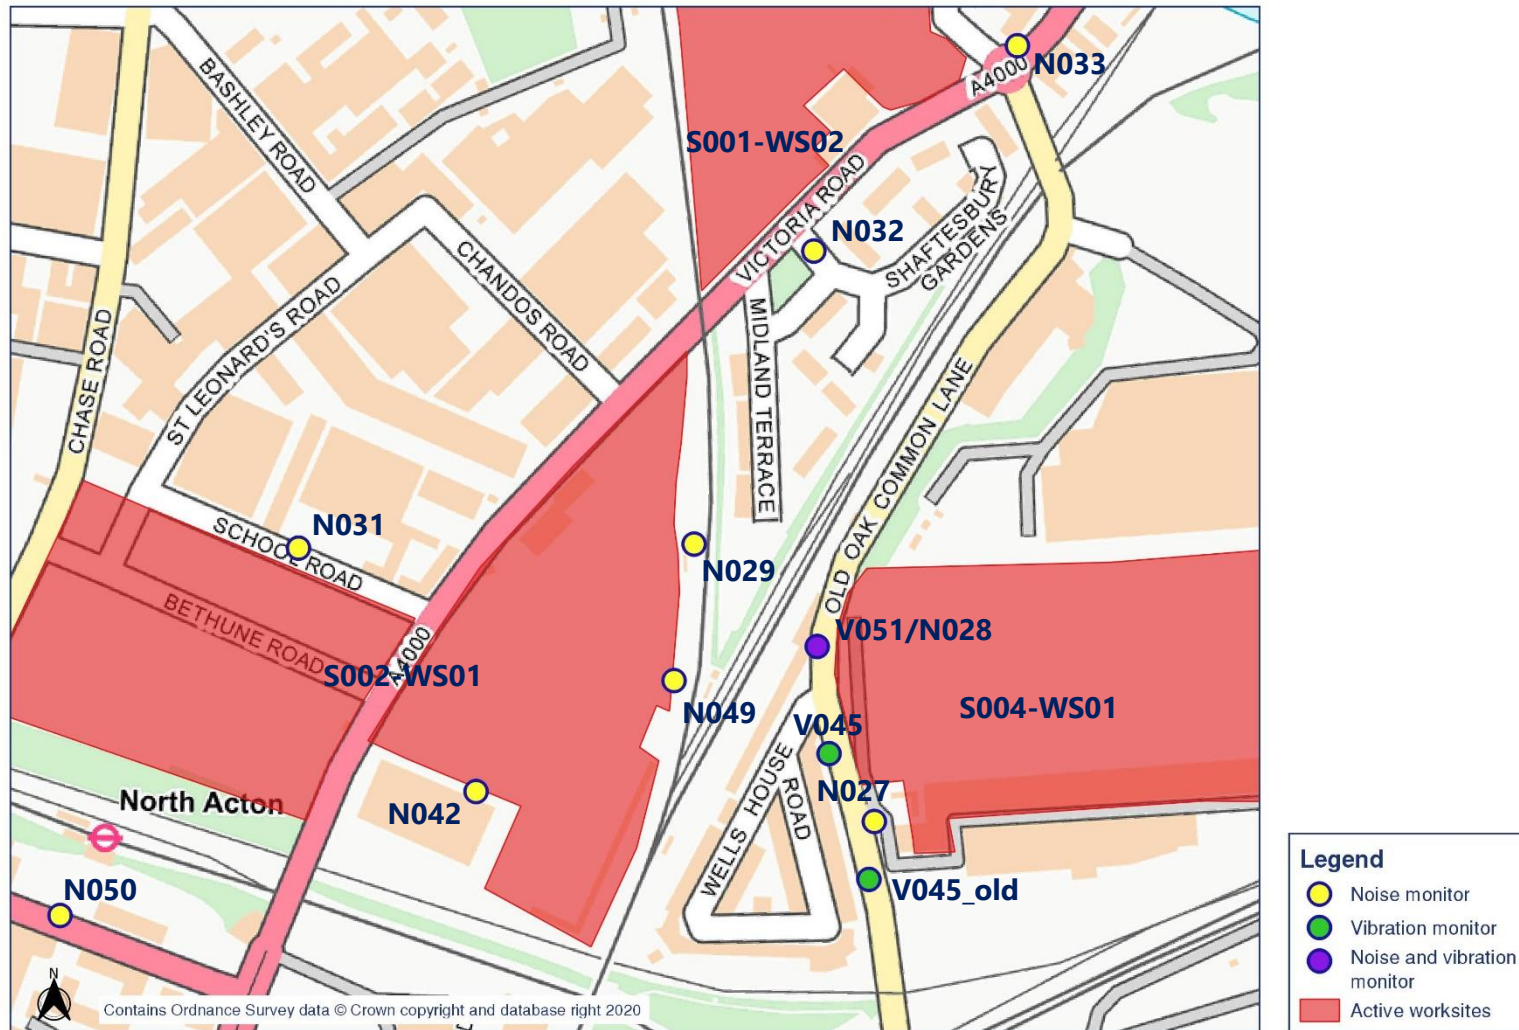 N033
A4000
BASHLEY ROAD
S001-WS02
VICTORIA ROAD
N032
SHAFTESBURY
GARDENS
CHANDOS ROAD
ST LEONARD'S ROAD
CHASE ROAD
MIDLAND TERRACE
OLD OAK COMMON LANE
N031
SCHOOL ROAD
N029
BETHUNE ROAD
A4000
S002-WS01
V051/N028
N049
V045
S004-WS01
N027
WELLS HOUSE
ROAD
North Acton
N042
N050
V045_old
N
Contains Ordnance Survey data © Crown copyright and database right 2020
Legend
Noise monitor
Vibration monitor
Noise and vibration
monitor
Active worksites